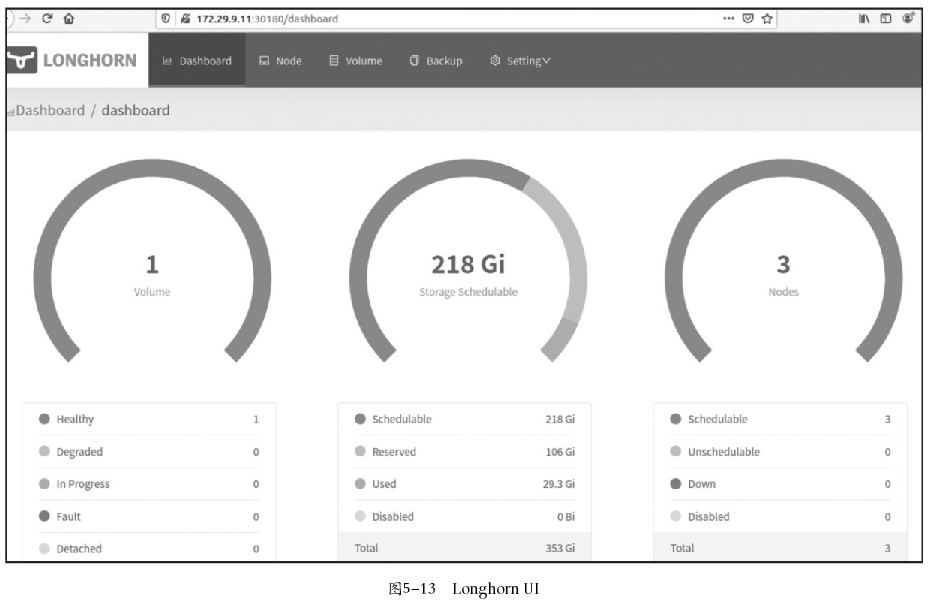 172.29.9.11:30180/dashboard
LONGHORN Dashboard Node Volume Backup Setting
Dashboard / dashboard
1
Volume
218 Gi
Storage Schedulable
3
Nodes
Healthy 1
Degraded 0
In Progress 0
Fault 0
Detached 0
Schedulable 218 Gi
Reserved 106 Gi
Used 29.3 Gi
Disabled 0 Bi
Total 353 Gi
Schedulable 3
Unschedulable 0
Down 0
Disabled 0
Total 3
图5-13 Longhorn UI